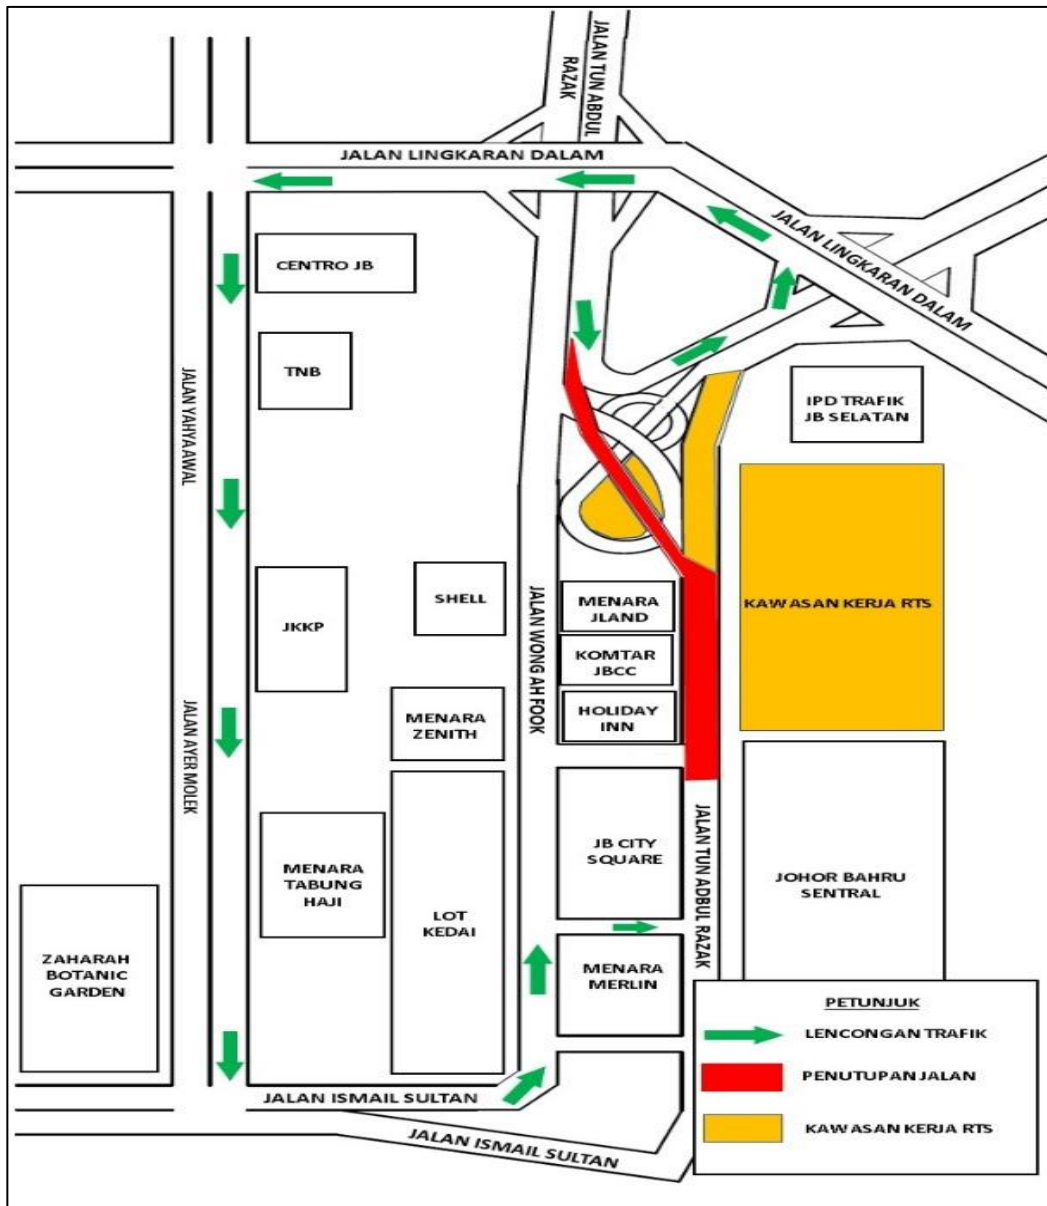 JALAN TUN ABDUL
RAZAK
JALAN LINGKARAN DALAM
JALAN LINGKARAN DALAM
CENTRO JB
TNB
IPD TRAFIK
JB SELATAN
JALAN YAHYAAWAL
SHELL
JKKP
JALAN WONG AH FOOK
MENARA
JLAND
KAWASAN KERJA RTS
KOMTAR
JBCC
HOLIDAY
INN
MENARA
ZENITH
JALAN AYER MOLEK
JALAN TUN ADBUL RAZAK
JB CITY
SQUARE
MENARA
TABUNG
HAJI
LOT
KEDAI
JOHOR BAHRU
SENTRAL
ZAHARAH
BOTANIC
GARDEN
MENARA
MERLIN
PETUNJUK
LENCONGAN TRAFIK
PENUTUPAN JALAN
KAWASAN KERJA RTS
JALAN ISMAIL SULTAN
JALAN ISMAIL SULTAN